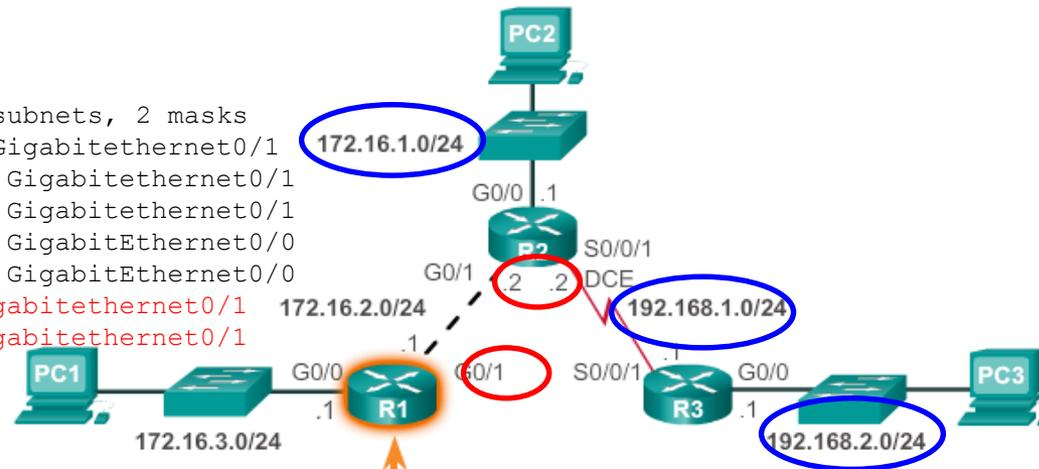 PC2
subnets, 2 masks
Gigabitethernet0/1
172.16.1.0/24
Gigabitethernet0/1
G0/0 .1
Gigabitethernet0/1
GigabitEthernet0/0
R2
S0/0/1
G0/1
.2 .2 DCE
GigabitEthernet0/0
gabitethernet0/1
172.16.2.0/24
192.168.1.0/24
gabitethernet0/1
.1
.1
PC1
G0/0
G0/1
S0/0/1
G0/0
PC3
.1
R1
R3
.1
172.16.3.0/24
192.168.2.0/24